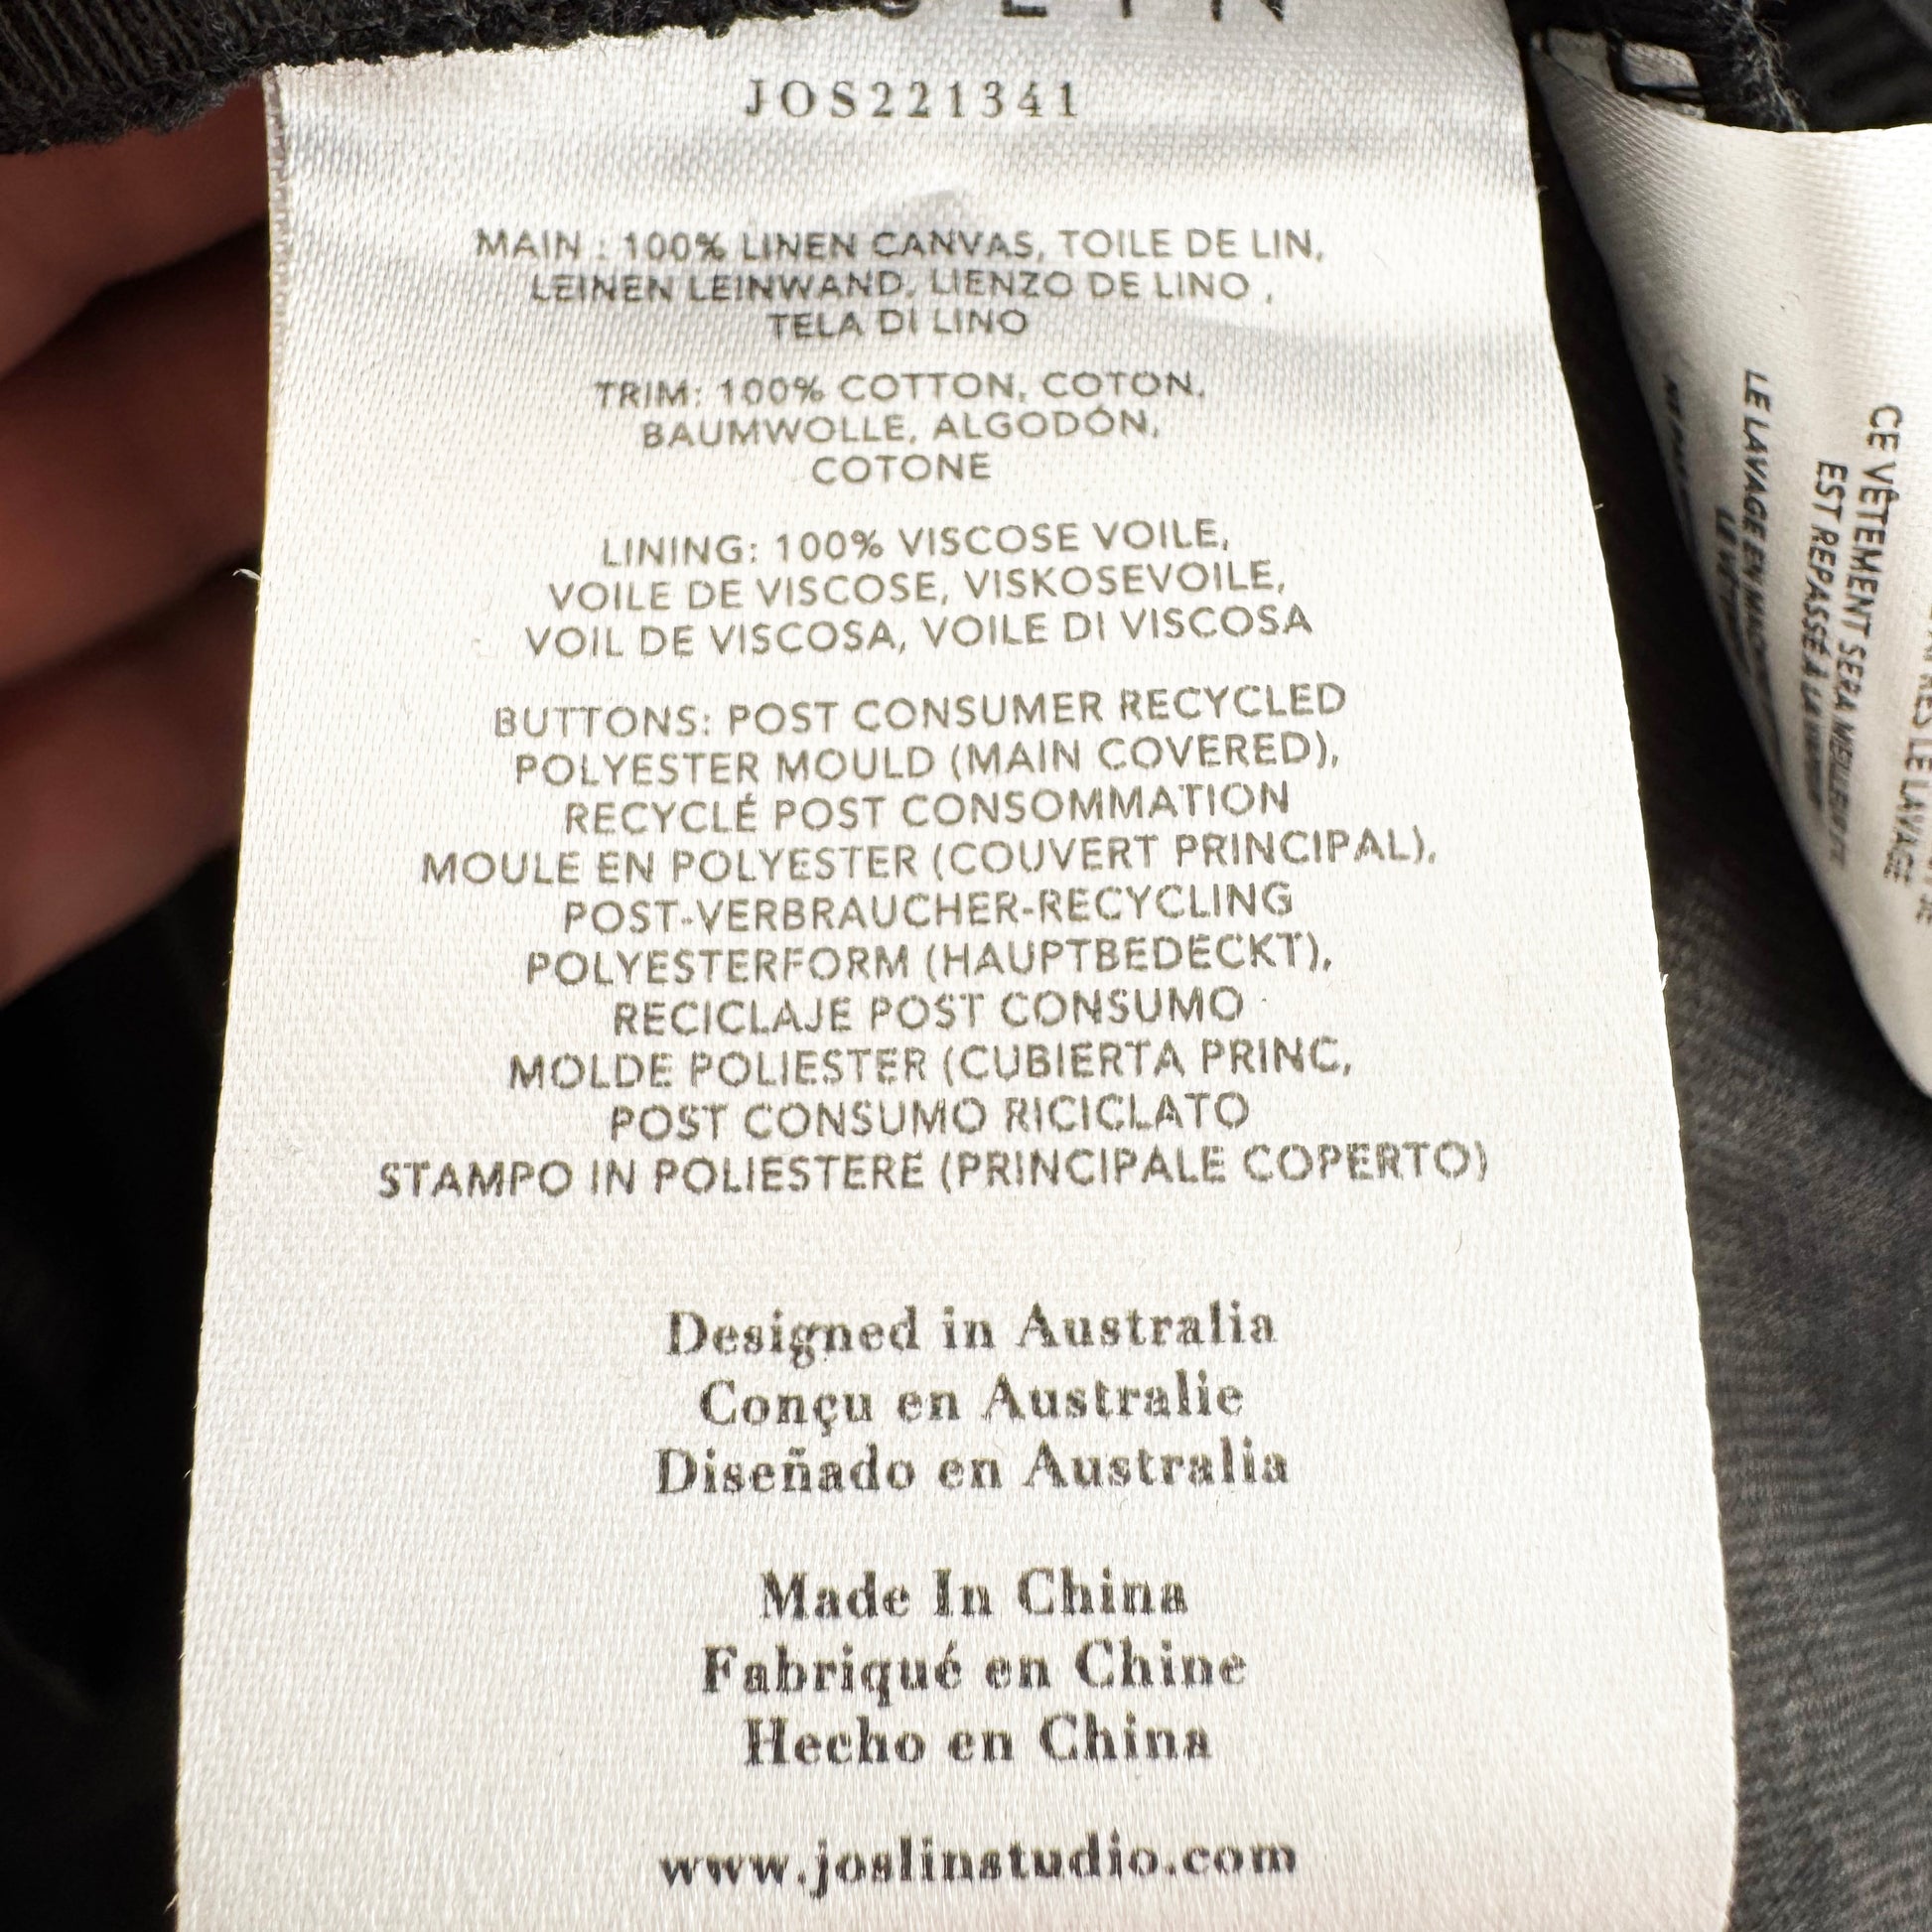 JOS221341
MAIN : 100% LINEN CANVAS, TOILE DE LIN,
LEINEN LEINWAND, LIENZO DE LINO ,
TELA DI LINO
TRIM: 100% COTTON, COTON,
BAUMWOLLE, ALGODÓN,
COTONE
LINING: 100% VISCOSE VOILE,
VOILE DE VISCOSE, VISKOSEVOILE,
VOIL DE VISCOSA, VOILE DI VISCOSA
BUTTONS: POST CONSUMER RECYCLED
POLYESTER MOULD (MAIN COVERED),
RECYCLÉ POST CONSOMMATION
MOULE EN POLYESTER (COUVERT PRINCIPAL),
POST-VERBRAUCHER-RECYCLING
POLYESTERFORM (HAUPTBEDECKT),
RECICLAJE POST CONSUMO
MOLDE POLIESTER (CUBIERTA PRINC,
POST CONSUMO RICICLATO
STAMPO IN POLIESTERE (PRINCIPALE COPERTO)
Designed in Australia
Conçu en Australie
Diseñado en Australia
Made In China
Fabriqué en Chine
Hecho en China
www.joslinstudio.com
LE LAVAGE
CE VÊTEMENT SERA
EST REPASSÉ À LA
LE LAVAGE EN